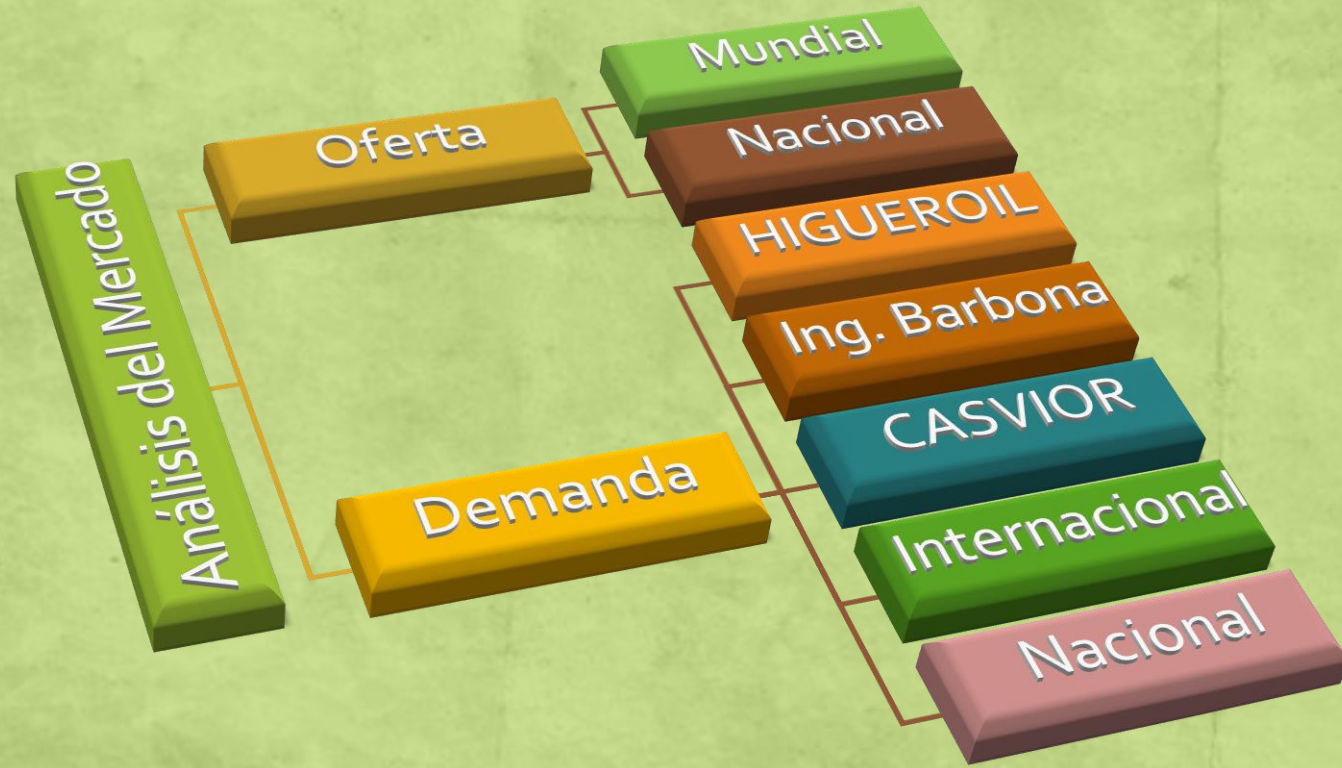 Análisis del Mercado
Oferta
Mundial
Nacional
Demanda
HIGUEROIL
Ing. Barbona
CASVIOR
Internacional
Nacional